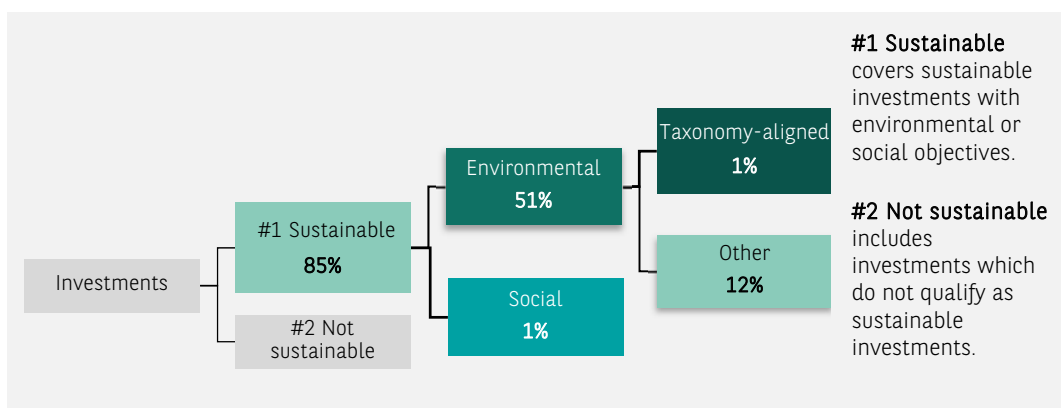 Investments
#1 Sustainable
85%
#2 Not
sustainable
Environmental
51%
Social
1%
Taxonomy-aligned
1%
Other
12%
#1 Sustainable
covers sustainable
investments with
environmental or
social objectives.
#2 Not sustainable
includes
investments which
do not qualify as
sustainable
investments.